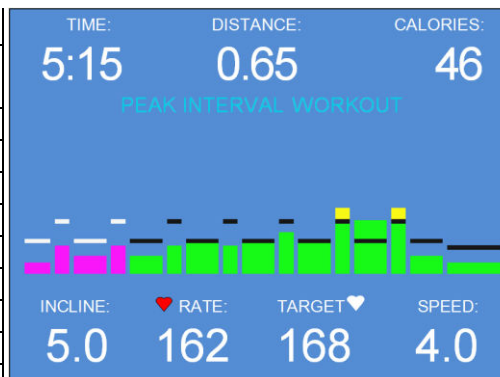 TIME: DISTANCE: CALORIES:
5:15 0.65 46
PEAK INTERVAL WORKOUT
INCLINE: RATE: TARGET SPEED:
5.0 162 168 4.0